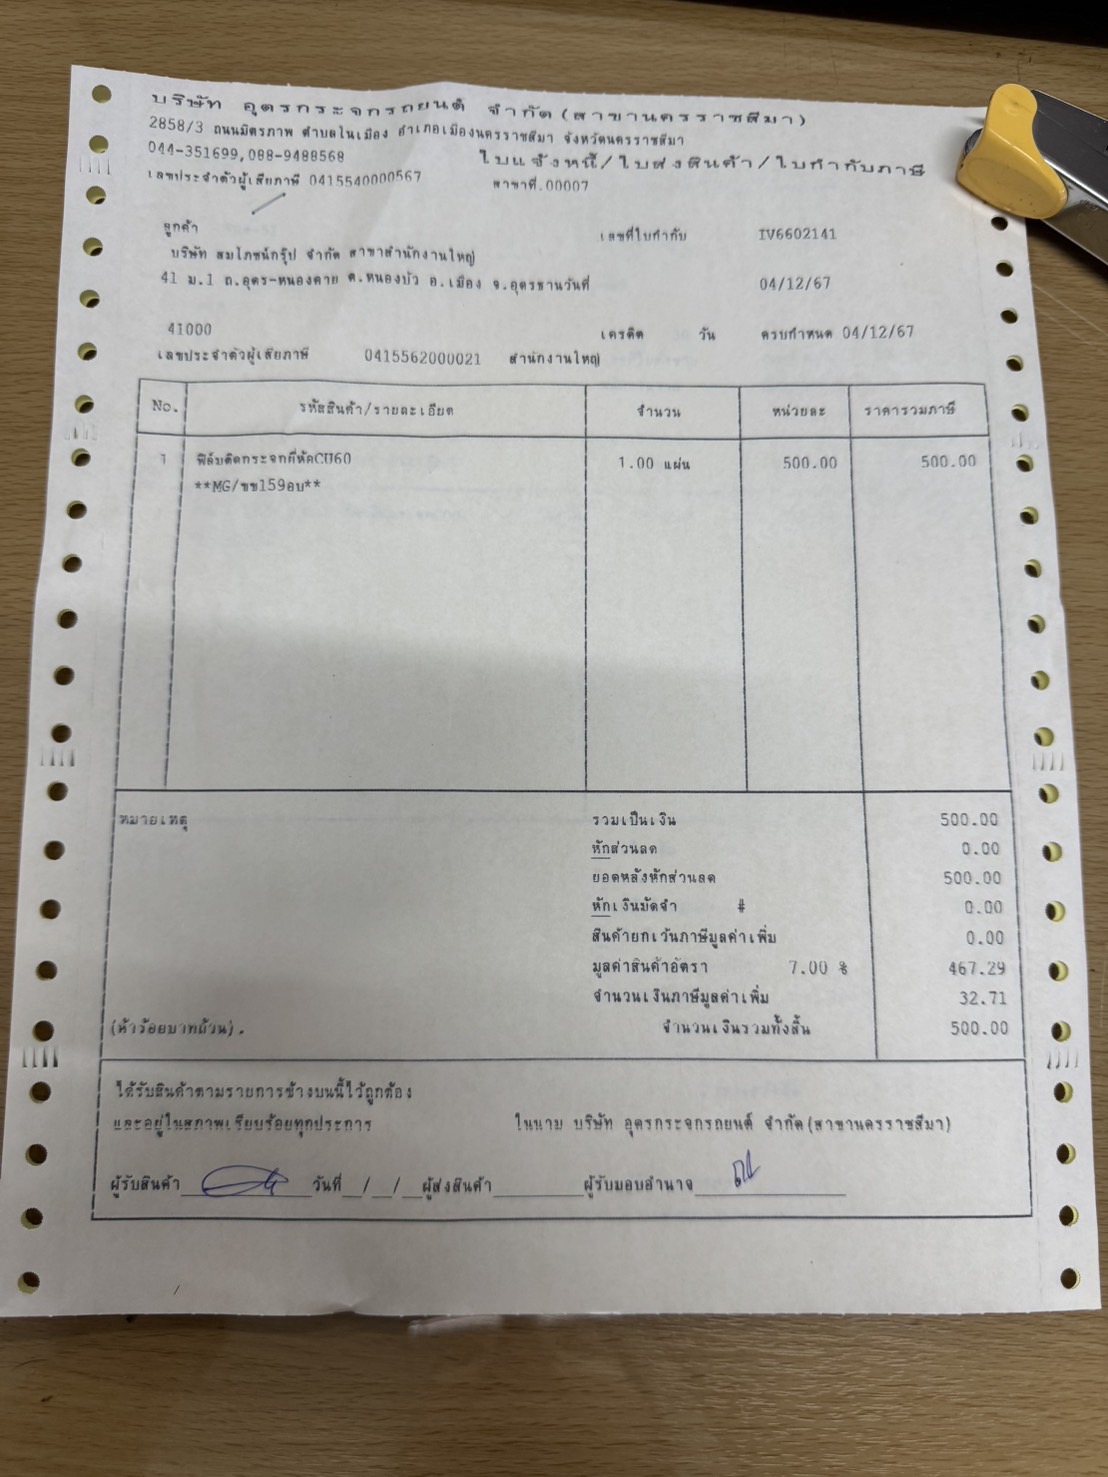 บริษัท อุดรกระจกรถยนต์ จำกัด(สาขานครราชสีมา)
2858/3 ถนนมิตรภาพ ตำบลในเมือง อำเภอเมืองนครราชสีมา จังหวัดนครราชสีมา
044-351699,088-9488568 ใบแจ้งหนี้/ใบส่งสินค้า/ใบกำกับภาษี
เลขประจำตัวผู้เสียภาษี 0415540000567 สาขาที่.00007
ลูกค้า เลขที่ใบกำกับ IV6602141
บริษัท สมโภชน์กรุ๊ป จำกัด สาขาสำนักงานใหญ่
41 ม.1 ถ.อุดร-หนองคาย ต.หนองบัว อ.เมือง จ.อุดรธานวันที่ 04/12/67
41000 เครดิต วัน ครบกำหนด 04/12/67
เลขประจำตัวผู้เสียภาษี 0415562000021 สำนักงานใหญ่
No. รหัสสินค้า/รายละเอียด จำนวน หน่วยละ ราคารวมภาษี
1 ฟิล์มติดกระจกยี่ห้อCU60 1.00 แผ่น 500.00 500.00
**MG/ขข159อบ**
หมายเหตุ รวมเป็นเงิน 500.00
หักส่วนลด 0.00
ยอดหลังหักส่วนลด 500.00
หักเงินมัดจำ # 0.00
สินค้ายกเว้นภาษีมูลค่าเพิ่ม 0.00
มูลค่าสินค้าอัตรา 7.00 % 467.29
จำนวนเงินภาษีมูลค่าเพิ่ม 32.71
(ห้าร้อยบาทถ้วน). จำนวนเงินรวมทั้งสิ้น 500.00
ได้รับสินค้าตามรายการข้างบนนี้ไว้ถูกต้อง
และอยู่ในสภาพเรียบร้อยทุกประการ ในนาม บริษัท อุดรกระจกรถยนต์ จำกัด(สาขานครราชสีมา)
ผู้รับสินค้า วันที่ / / ผู้ส่งสินค้า ผู้รับมอบอำนาจ